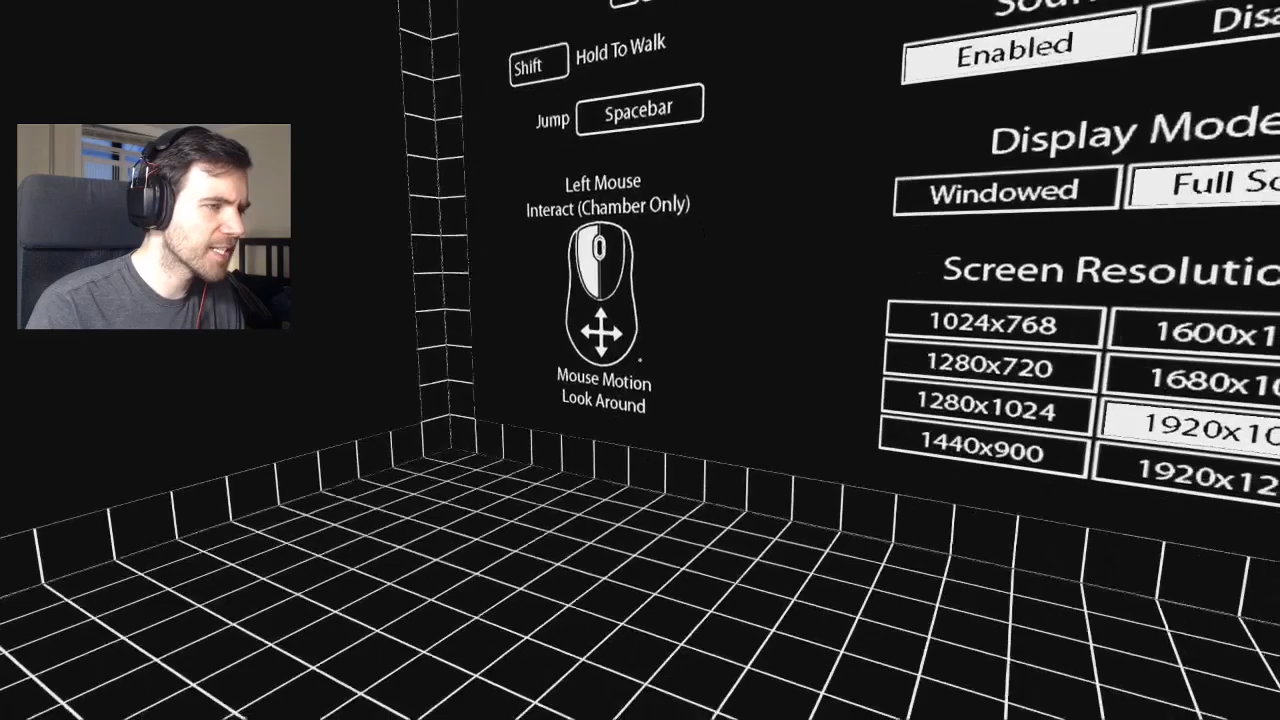 Shift
Hold To Walk
Jump
Spacebar
Left Mouse
Interact (Chamber Only)
Mouse Motion
Look Around
Enabled
Display Mode
Windowed
Full
Screen
1024x768
1280x720
1280x1024
1440x900